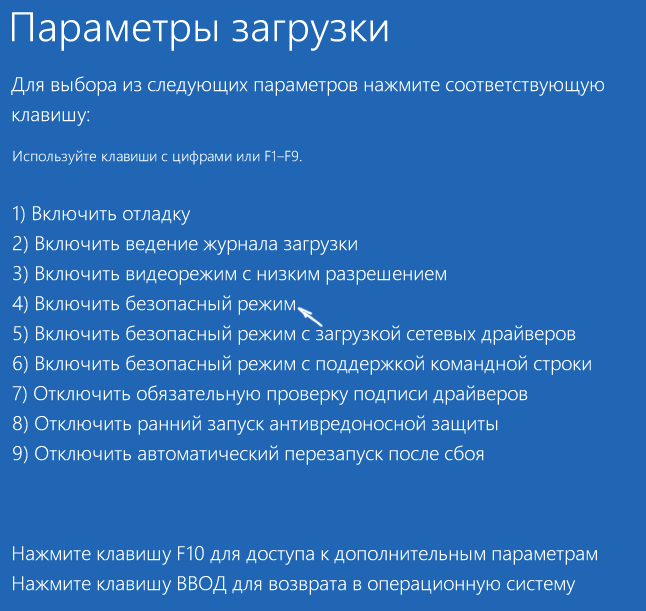 Параметры загрузки
Для выбора из следующих параметров нажмите соответствующую
клавишу:
Используйте клавиши с цифрами или F1–F9.
1) Включить отладку
2) Включить ведение журнала загрузки
3) Включить видеорежим с низким разрешением
4) Включить безопасный режим
5) Включить безопасный режим с загрузкой сетевых драйверов
6) Включить безопасный режим с поддержкой командной строки
7) Отключить обязательную проверку подписи драйверов
8) Отключить ранний запуск антивредоносной защиты
9) Отключить автоматический перезапуск после сбоя
Нажмите клавишу F10 для доступа к дополнительным параметрам
Нажмите клавишу ВВОД для возврата в операционную систему